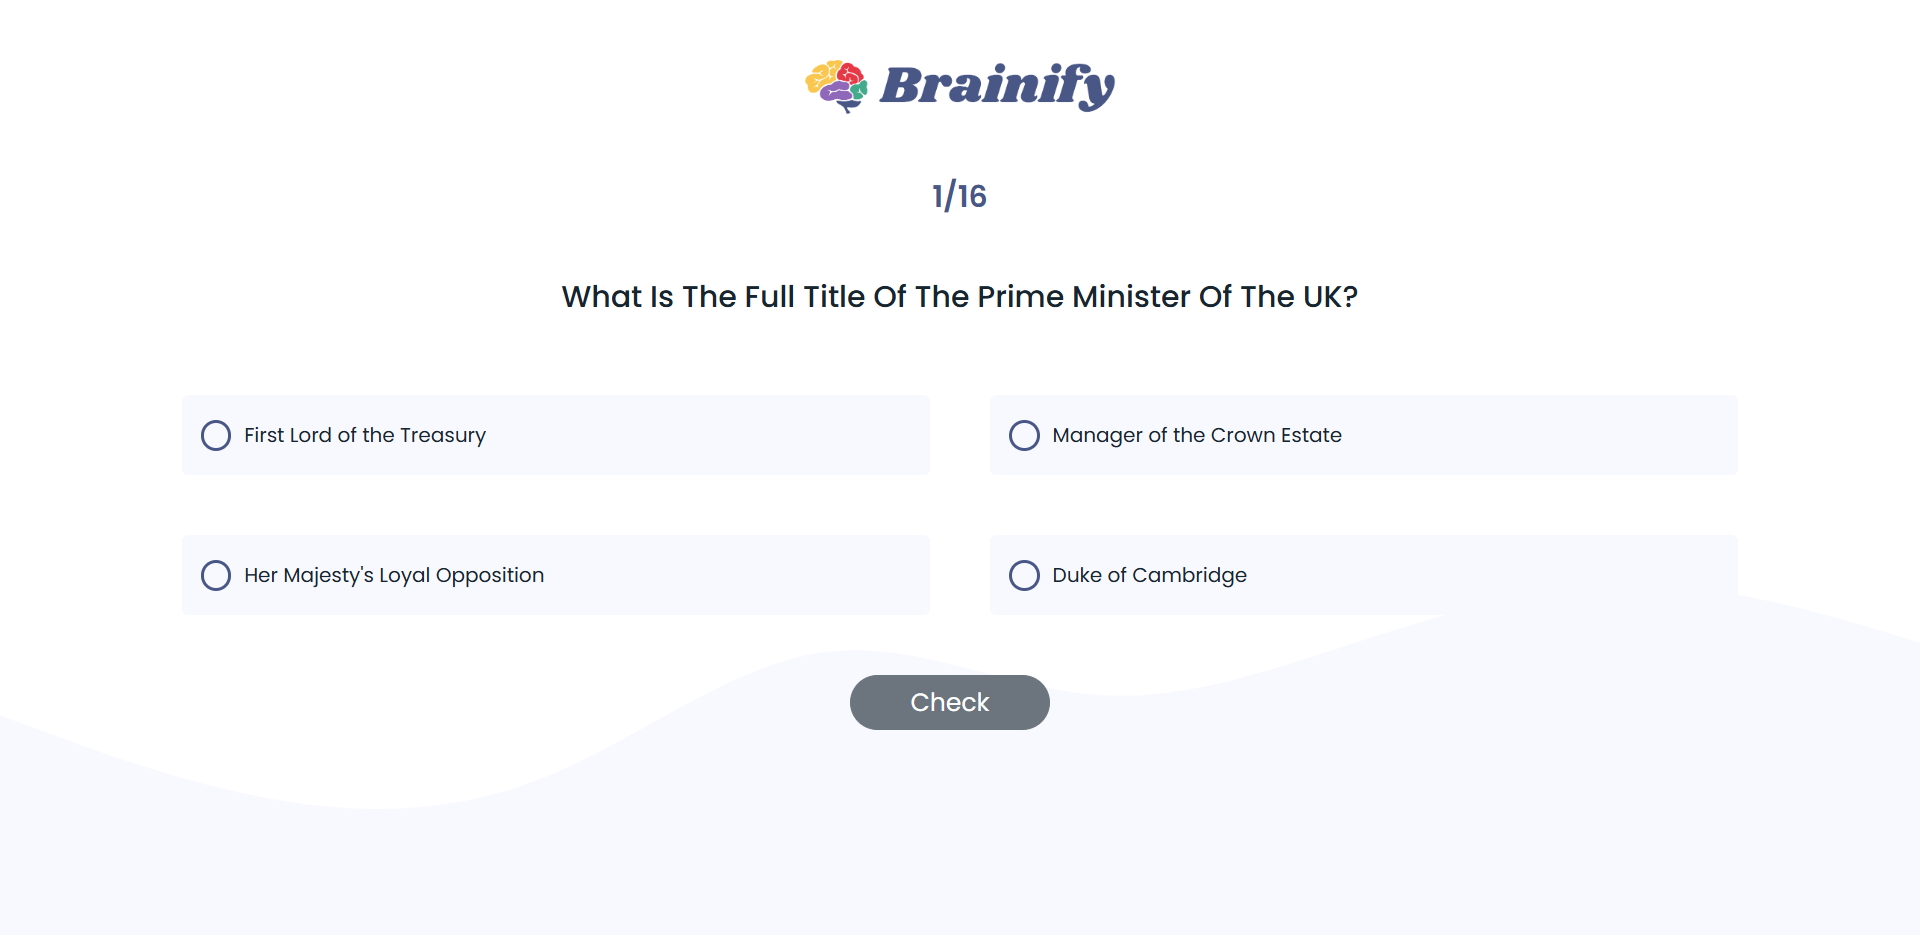 Brainify
1/16
What Is The Full Title Of The Prime Minister Of The UK?
First Lord of the Treasury
Manager of the Crown Estate
Her Majesty's Loyal Opposition
Duke of Cambridge
Check